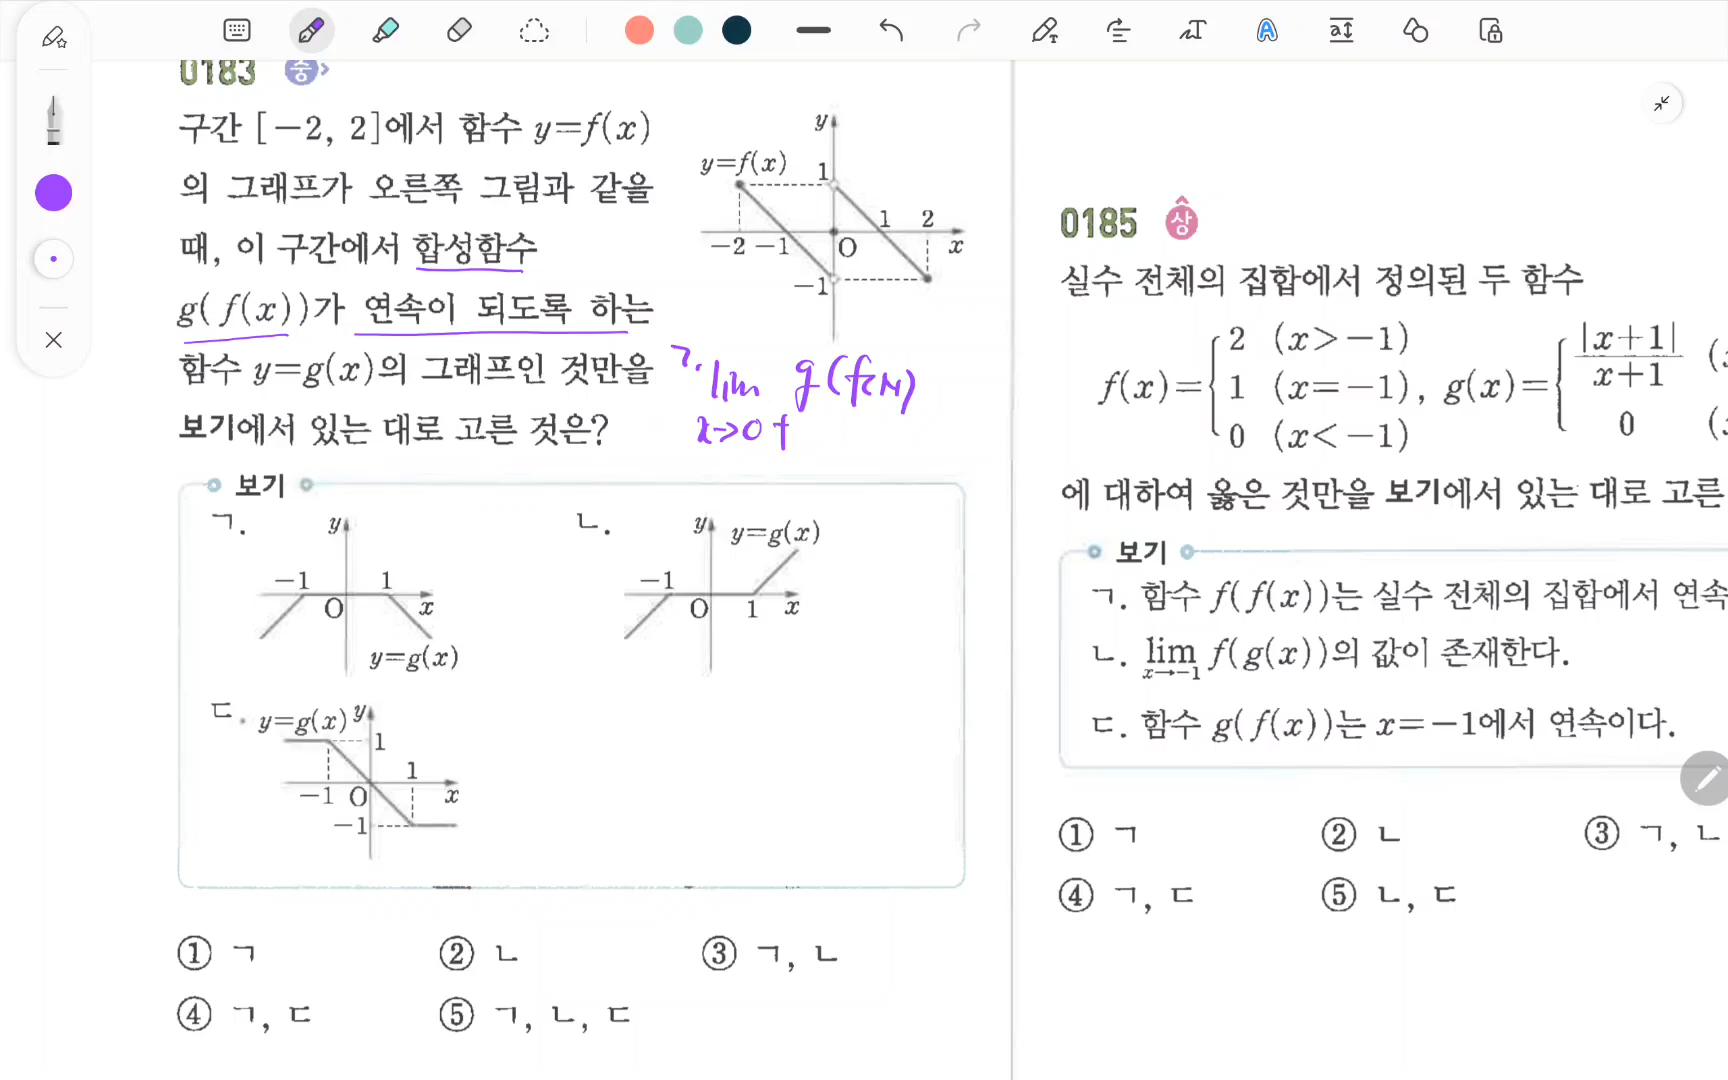 0183 중
구간 [-2, 2]에서 함수 y=f(x)
의 그래프가 오른쪽 그림과 같을
때, 이 구간에서 합성함수
g(f(x))가 연속이 되도록 하는
함수 y=g(x)의 그래프인 것만을
보기에서 있는 대로 고른 것은?
y
y=f(x) 1
1 2
-2 -1 O x
-1
ㄱ. lim g(f(x))
x→0+
보기
ㄱ. y
-1 1
O x
y=g(x)
ㄴ. y y=g(x)
-1
O 1 x
ㄷ. y=g(x) y
1
1
-1 O x
-1
① ㄱ ② ㄴ ③ ㄱ, ㄴ
④ ㄱ, ㄷ ⑤ ㄱ, ㄴ, ㄷ
0185 상
실수 전체의 집합에서 정의된 두 함수
f(x)={2 (x>-1) 1 (x=-1) 0 (x<-1), g(x)={|x+1|/x+1 ( 0 (
에 대하여 옳은 것만을 보기에서 있는 대로 고른
보기
ㄱ. 함수 f(f(x))는 실수 전체의 집합에서 연속
ㄴ. lim x→-1 f(g(x))의 값이 존재한다.
ㄷ. 함수 g(f(x))는 x=-1에서 연속이다.
① ㄱ ② ㄴ ③ ㄱ, ㄴ
④ ㄱ, ㄷ ⑤ ㄴ, ㄷ